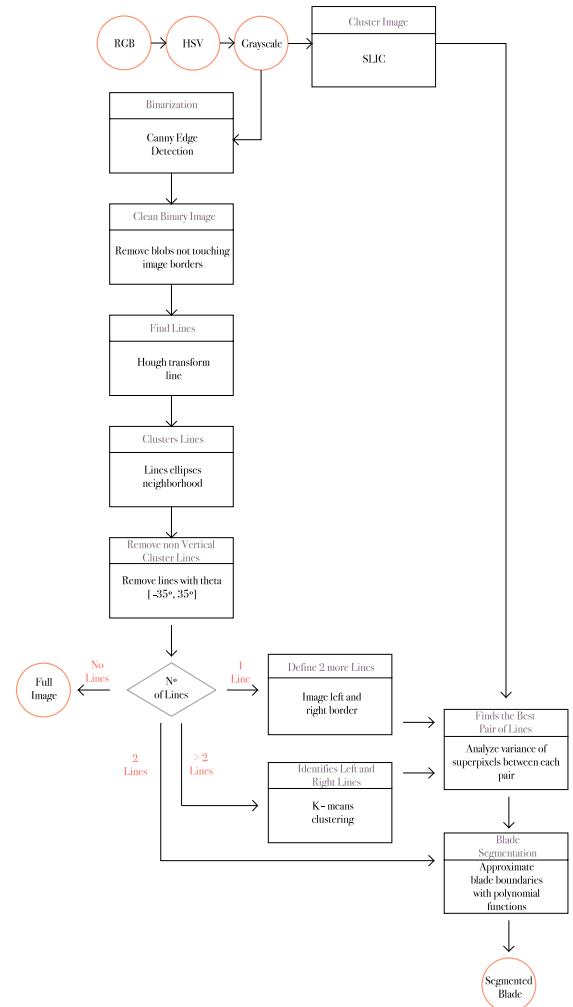 RGB
HSV
Grayscale
Cluster Image
SLIC
Binarization
Canny Edge
Detection
Clean Binary Image
Remove blobs not touching
image borders
Find Lines
Hough transform
line
Clusters Lines
Lines ellipses
neighborhood
Remove non Vertical
Cluster Lines
Remove lines with theta
[ -35º, 35º]
Full
Image
No
Lines
Nº
of Lines
1
Line
Define 2 more Lines
Image left and
right border
2
Lines
> 2
Lines
Identifies Left and
Right Lines
K- means
clustering
Finds the Best
Pair of Lines
Analyze variance of
superpixels between each
pair
Blade
Segmentation
Approximate
blade boundaries
with polynomial
functions
Segmented
Blade